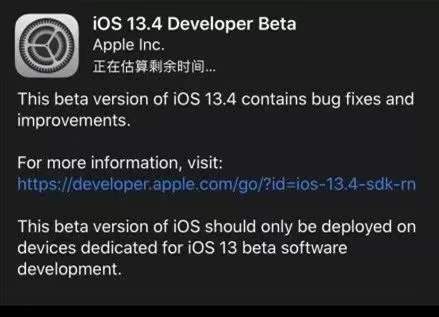 iOS 13.4 Developer Beta
Apple Inc.
正在估算剩余时间...
This beta version of iOS 13.4 contains bug fixes and
improvements.
For more information, visit:
https://developer.apple.com/go/?id=ios-13.4-sdk-rn
This beta version of iOS should only be deployed on
devices dedicated for iOS 13 beta software
development.